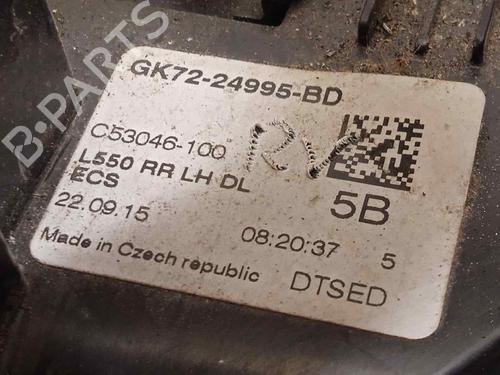 GK72-24995-BD
C53046-100
L550 RR LH DL
ECS
5B
22.09.15
08:20:37 5
Made in Czech republic
DTSED
B-PARTS